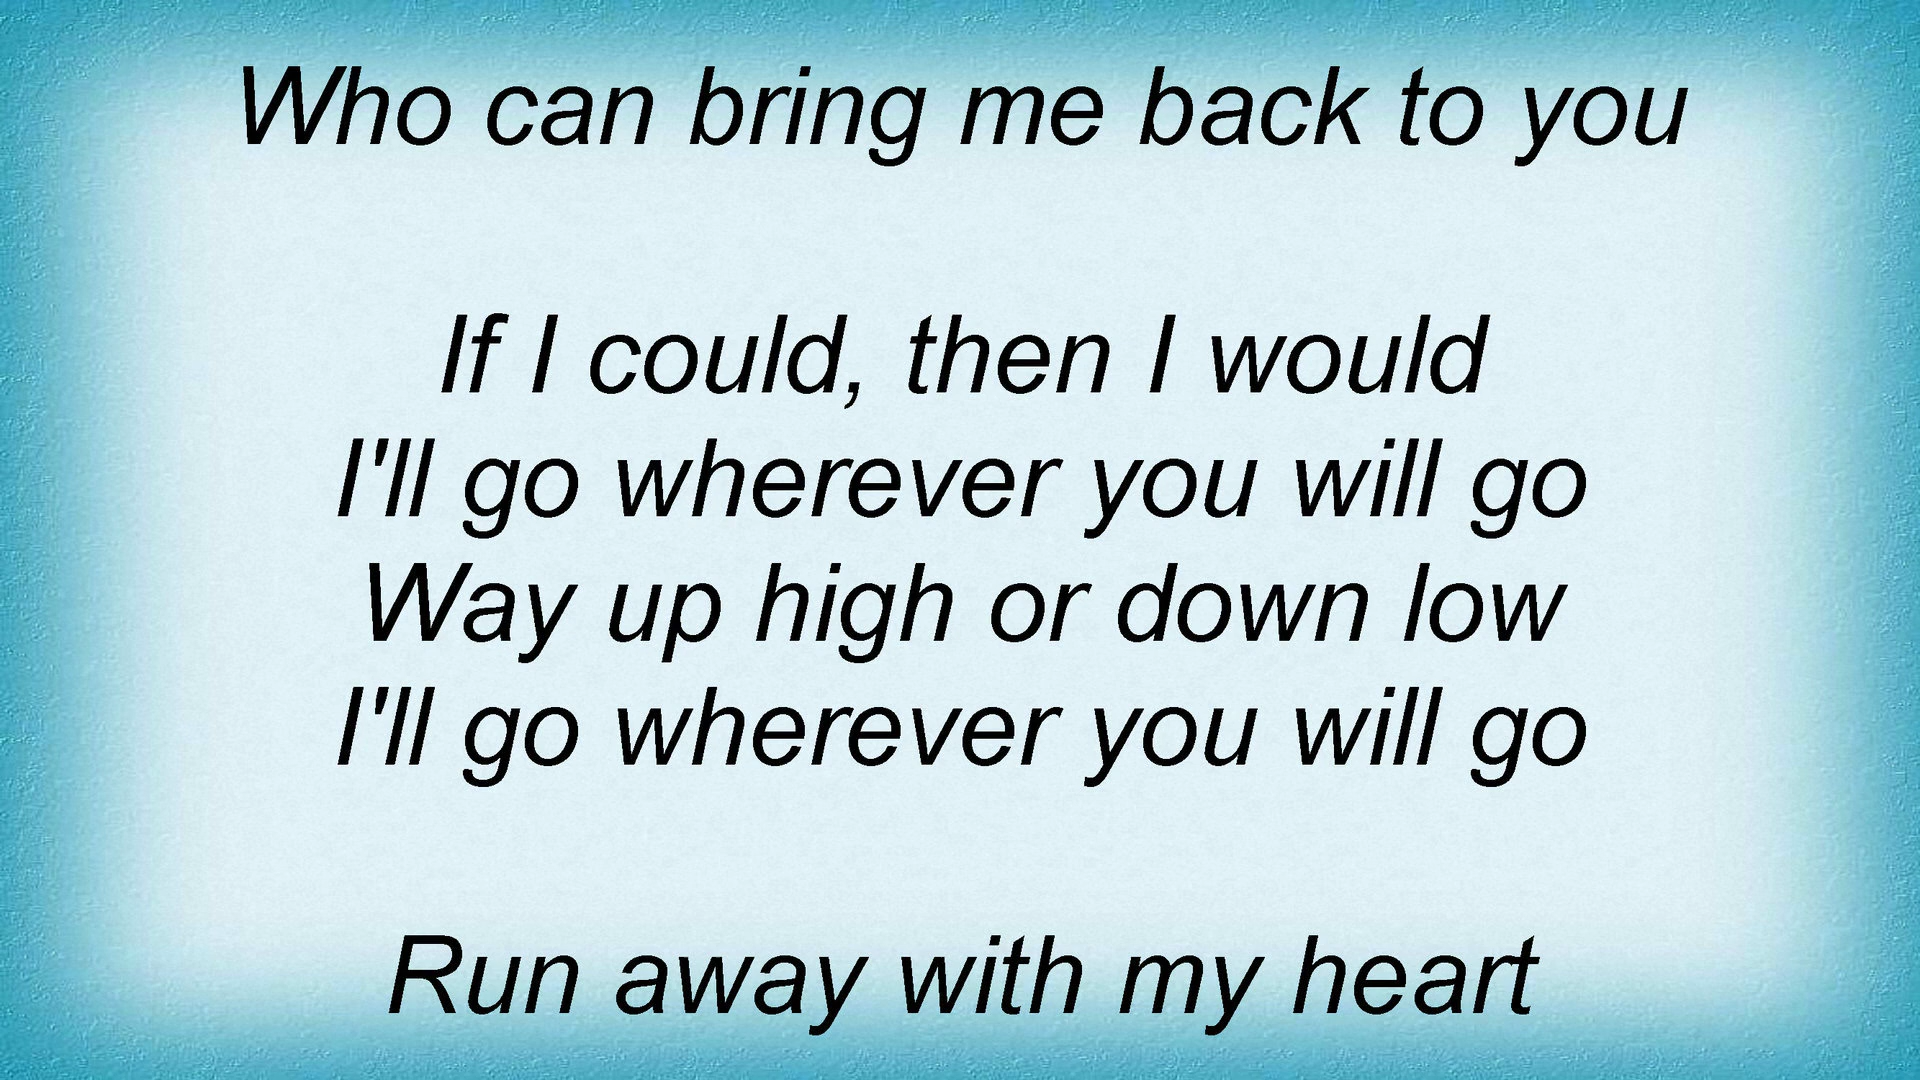 Who can bring me back to you
If I could, then I would
I'll go wherever you will go
Way up high or down low
I'll go wherever you will go
Run away with my heart